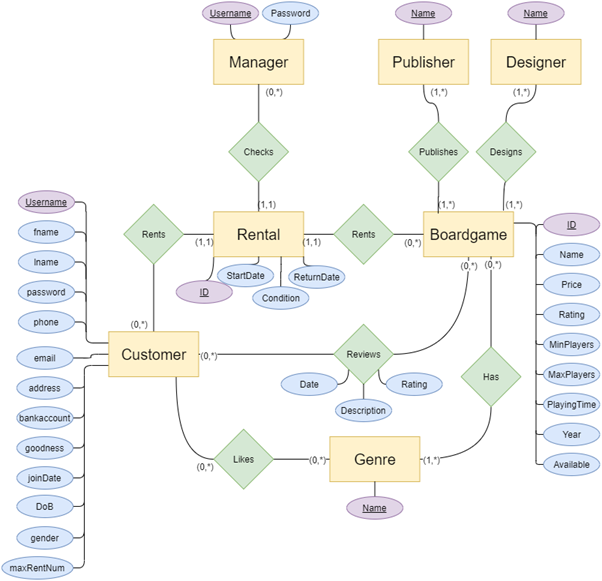 Username
Password
Name
Name
Manager
Publisher
Designer
(0,*)
(1,*)
(1,*)
Checks
Publishes
Designs
Username
fname
lname
password
phone
email
address
bankaccount
goodness
joinDate
DoB
gender
maxRentNum
(1,1)
(1,*)
(1,*)
Rents
(1,1)
Rental
(1,1)
Rents
(0,*)
Boardgame
ID
StartDate
Condition
ReturnDate
(0,*)
(0,*)
ID
Name
Price
Rating
MinPlayers
MaxPlayers
PlayingTime
Year
Available
(0,*)
Customer
(0,*)
Reviews
Date
Description
Rating
Has
(0,*)
Likes
(0,*)
Genre
(1,*)
Name